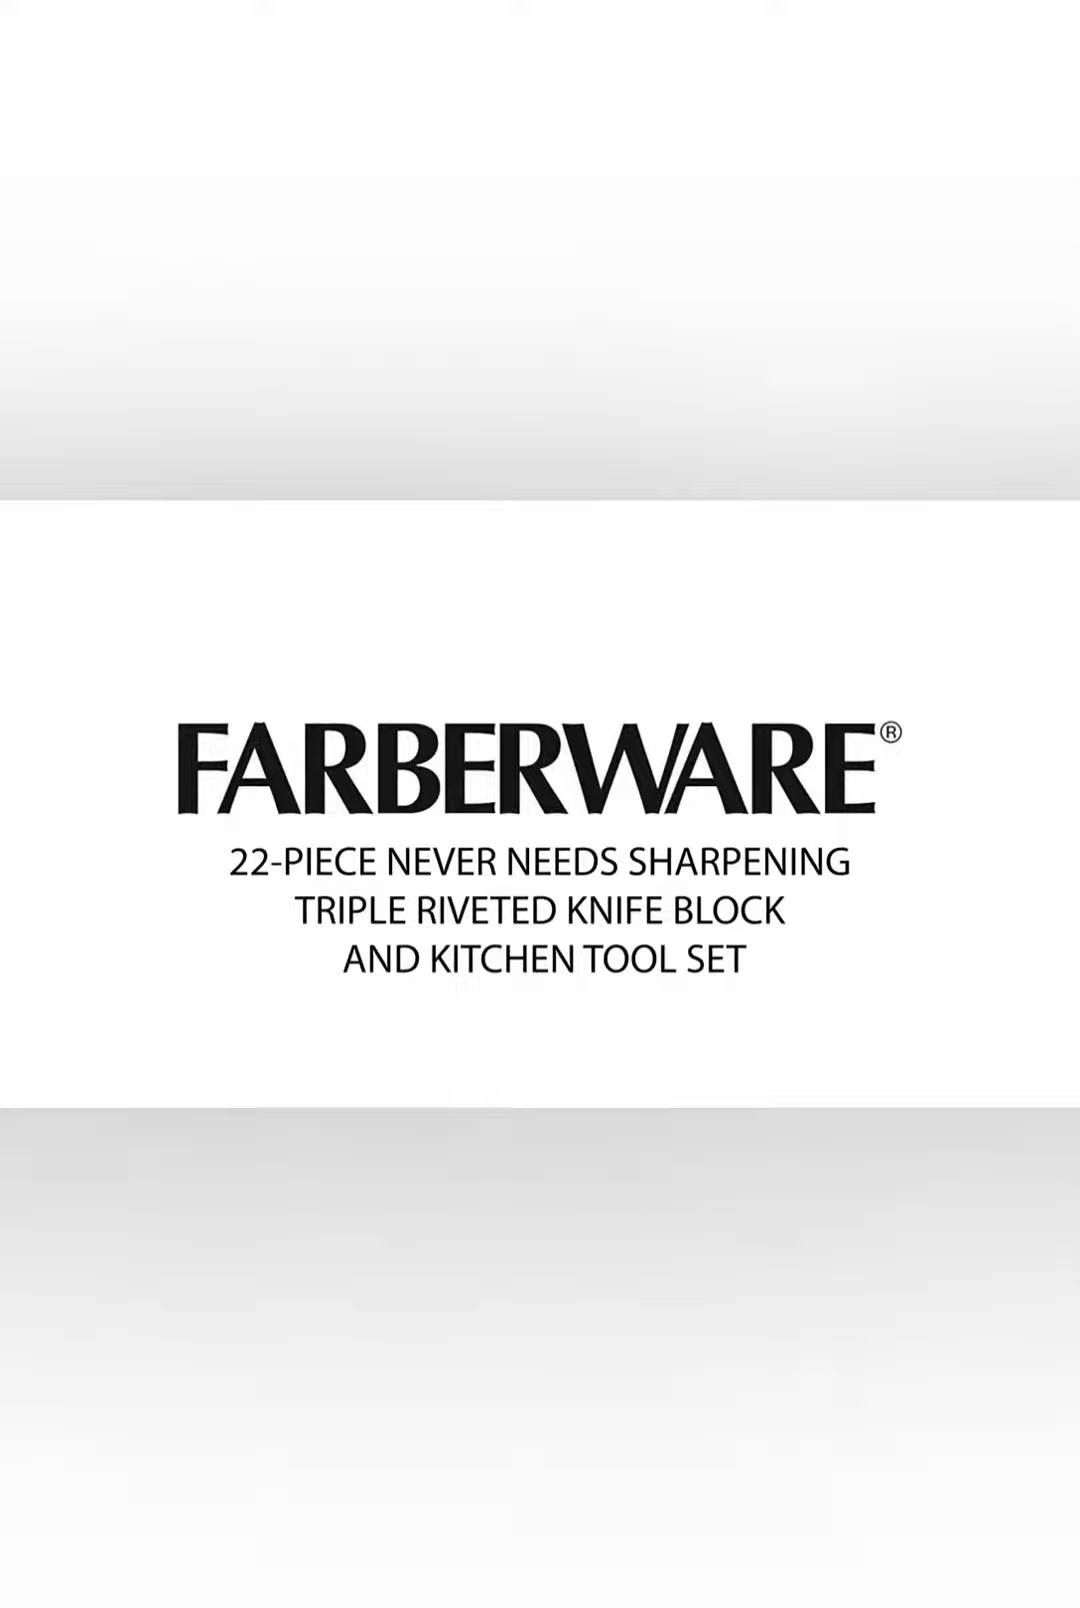 FARBERWARE®
22-PIECE NEVER NEEDS SHARPENING
TRIPLE RIVETED KNIFE BLOCK
AND KITCHEN TOOL SET